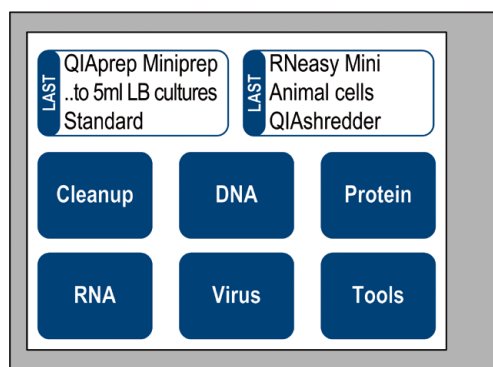 LAST
QIAprep Miniprep
..to 5ml LB cultures
Standard
LAST
RNeasy Mini
Animal cells
QIAshredder
Cleanup
DNA
Protein
RNA
Virus
Tools